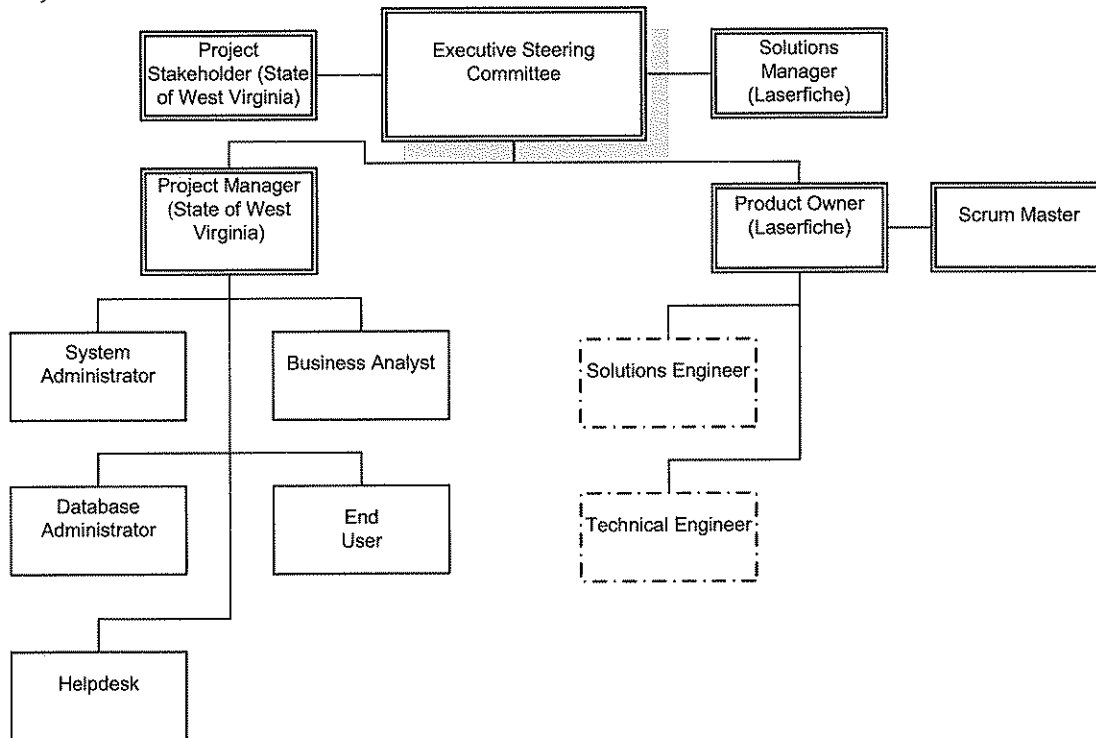 Project
Stakeholder (State
of West Virginia)
Executive Steering
Committee
Solutions
Manager
(Laserfiche)
Project Manager
(State of West
Virginia)
Product Owner
(Laserfiche)
Scrum Master
System
Administrator
Business Analyst
Solutions Engineer
Database
Administrator
End
User
Technical Engineer
Helpdesk